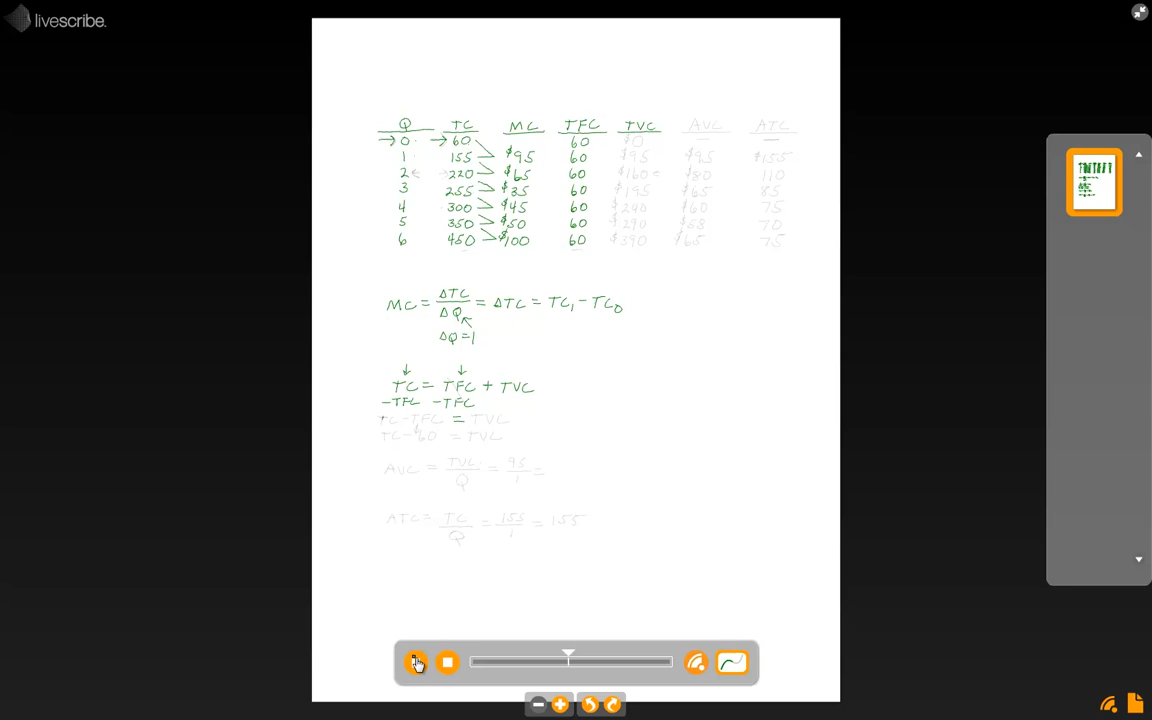 livescribe.
Q TC MC TFC TVC AVC ATC
→ 0 → 60 60 $0 — —
1 155 $95 60 $95 $95 $155
2 ← → 220 $65 60 $160 = $80 110
3 255 $35 60 $195 $65 85
4 300 $45 60 $240 $60 75
5 350 $50 60 $290 $58 70
6 450 $100 60 $390 $65 75
MC = ΔTC/ΔQ = ΔTC = TC₁ - TC₀
ΔQ = 1
↓ ↓
TC = TFC + TVC
-TFC -TFC
TC - TFC = TVC
TC - $60 = TVC
AVC = TVC/Q = 95/1 =
ATC = TC/Q = 155/1 = 155